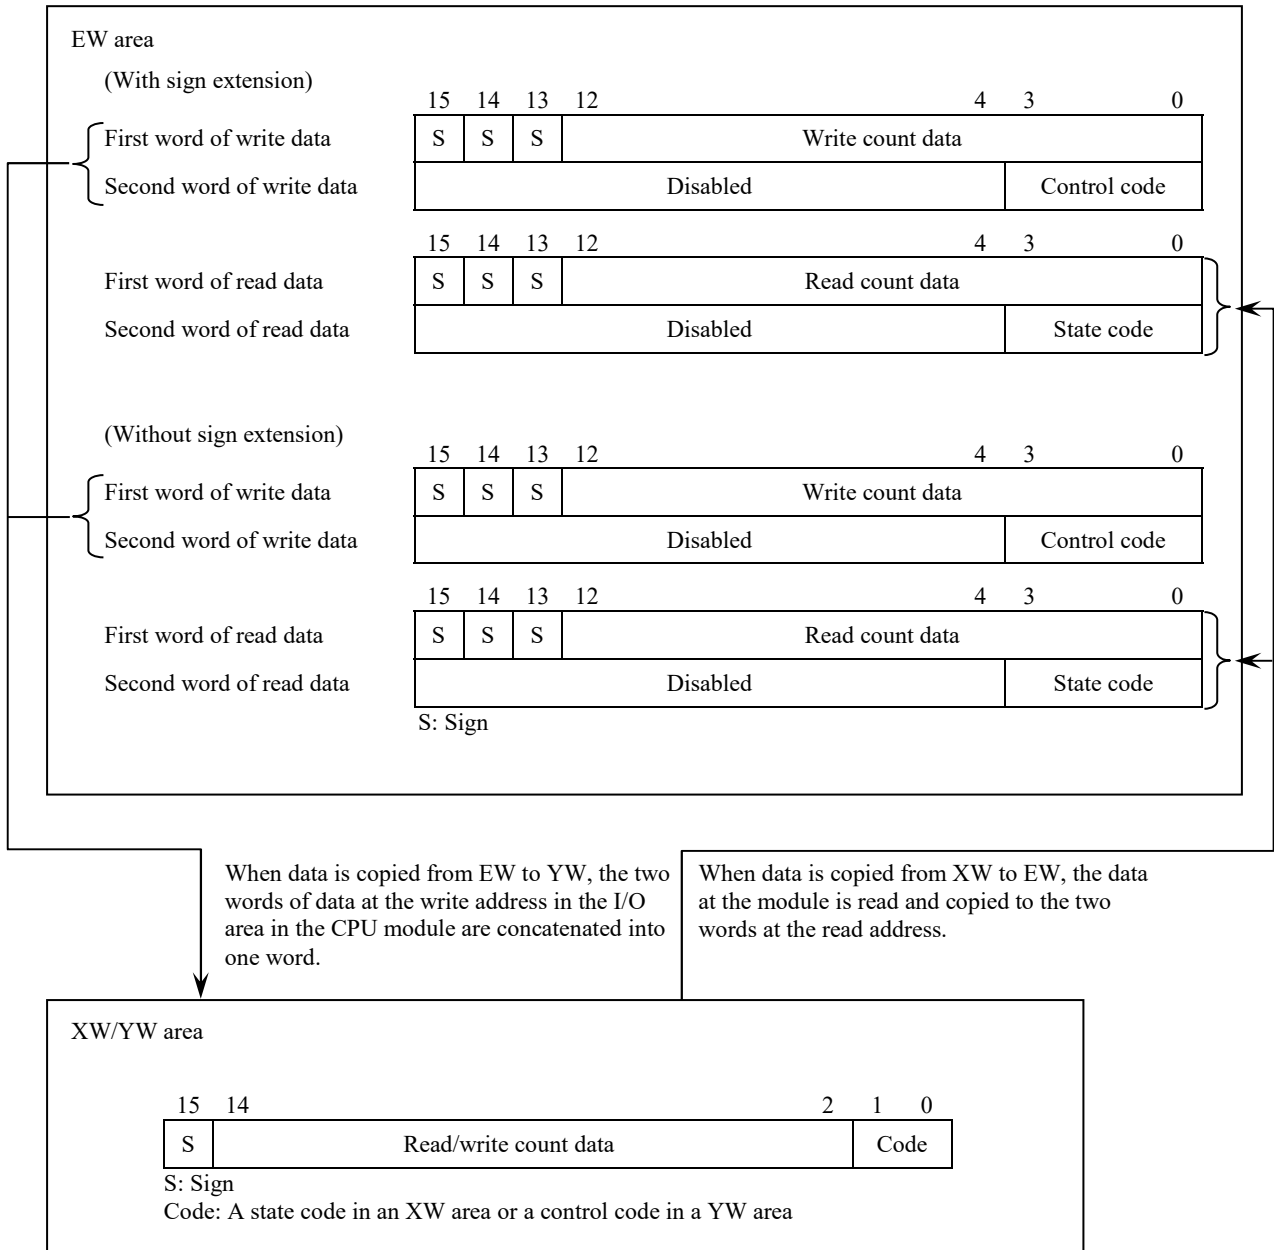 EW area
(With sign extension)
15 14 13 12 4 3 0
First word of write data S S S Write count data
Second word of write data Disabled Control code
15 14 13 12 4 3 0
First word of read data S S S Read count data
Second word of read data Disabled State code
(Without sign extension)
15 14 13 12 4 3 0
First word of write data S S S Write count data
Second word of write data Disabled Control code
15 14 13 12 4 3 0
First word of read data S S S Read count data
Second word of read data Disabled State code
S: Sign
When data is copied from EW to YW, the two
words of data at the write address in the I/O
area in the CPU module are concatenated into
one word.
When data is copied from XW to EW, the data
at the module is read and copied to the two
words at the read address.
XW/YW area
15 14 2 1 0
S Read/write count data Code
S: Sign
Code: A state code in an XW area or a control code in a YW area